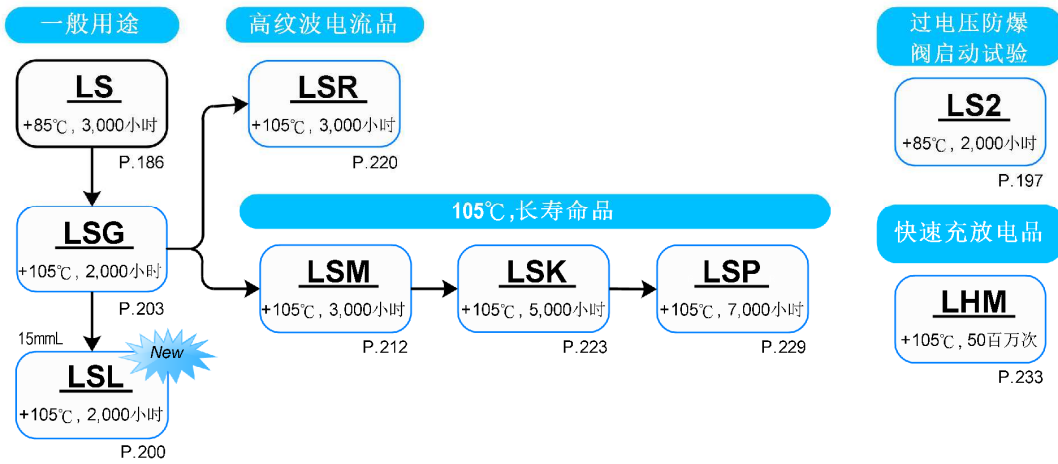 一般用途
LS
+85℃, 3,000小时
P.186
LSG
+105℃, 2,000小时
P.203
15mmL
New
LSL
+105℃, 2,000小时
P.200
高纹波电流品
LSR
+105℃, 3,000小时
P.220
105℃,长寿命品
LSM
+105℃, 3,000小时
P.212
LSK
+105℃, 5,000小时
P.223
LSP
+105℃, 7,000小时
P.229
过电压防爆
阀启动试验
LS2
+85℃, 2,000小时
P.197
快速充放电品
LHM
+105℃, 50百万次
P.233